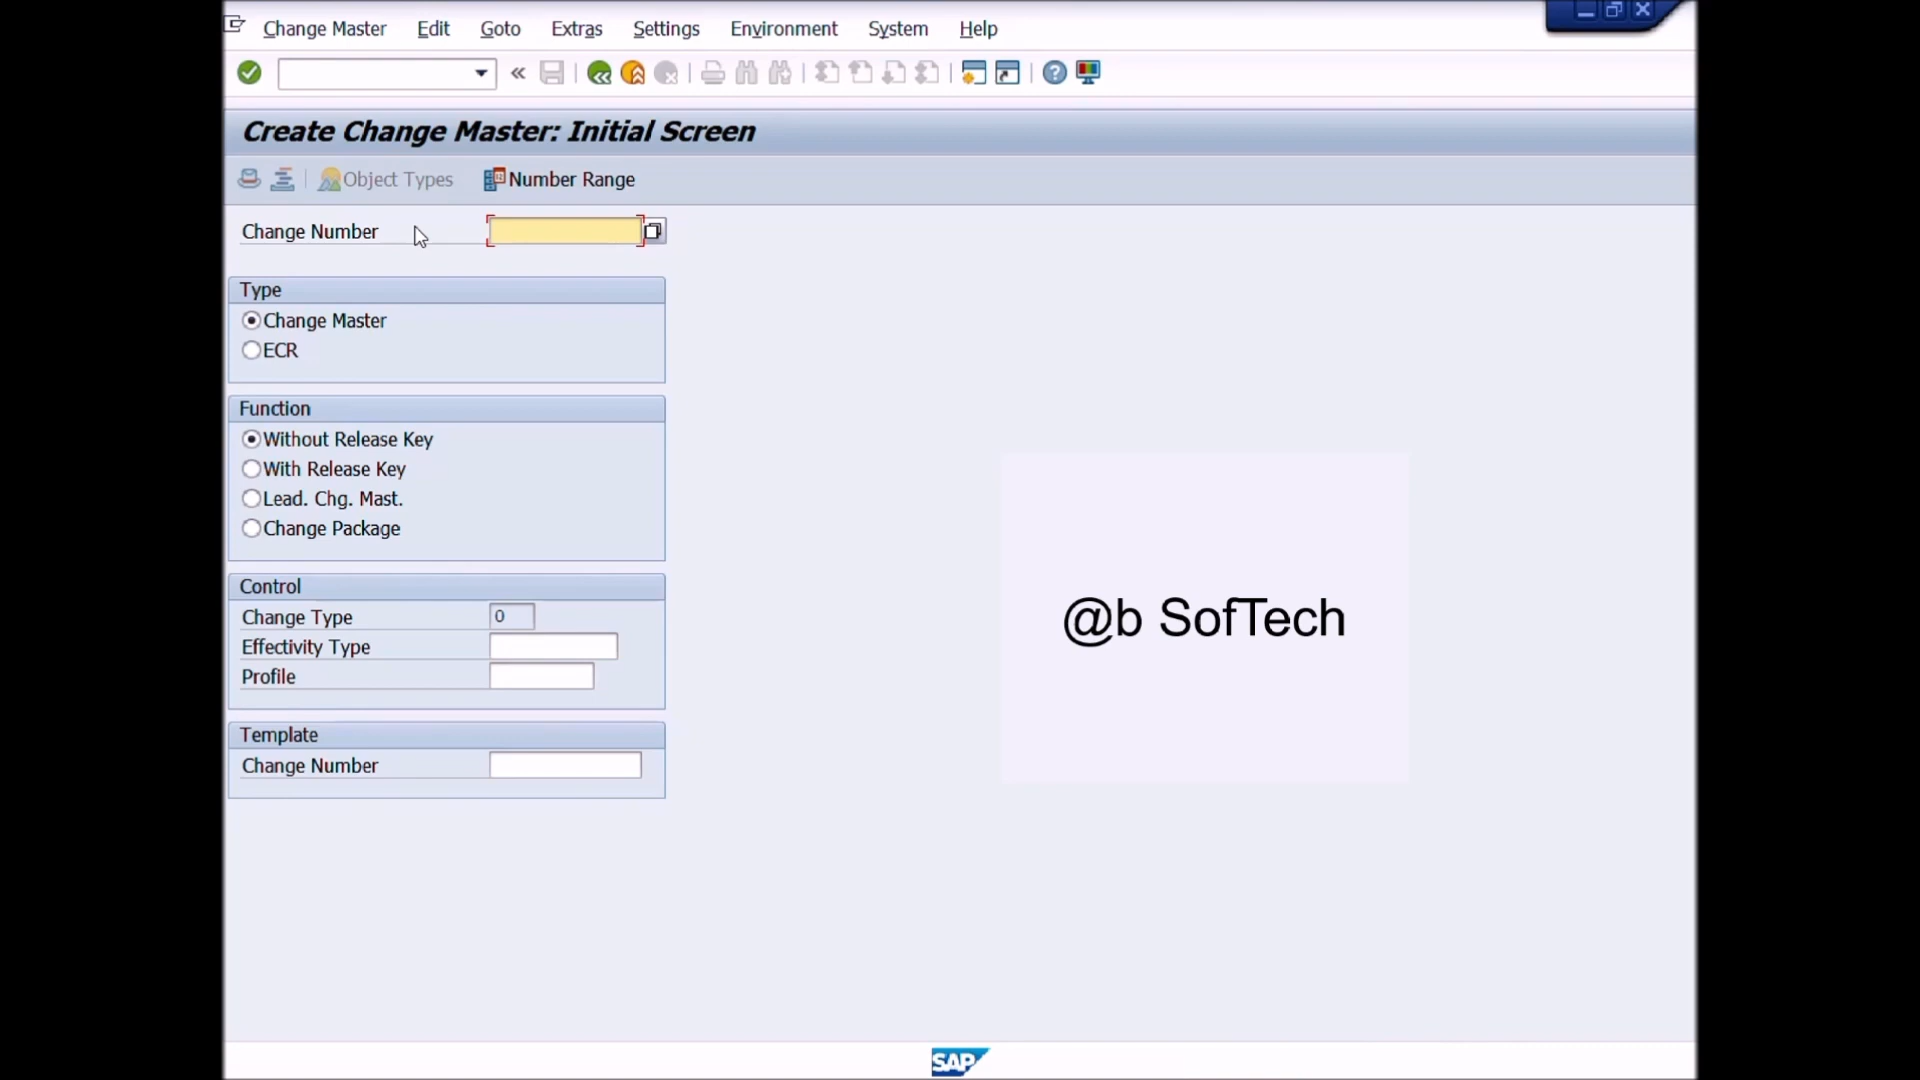 Change Master Edit Goto Extras Settings Environment System Help
Create Change Master: Initial Screen
Object Types Number Range
Change Number
Type
Change Master
ECR
Function
Without Release Key
With Release Key
Lead. Chg. Mast.
Change Package
Control
Change Type 0
Effectivity Type
Profile
Template
Change Number
@b SofTech
SAP